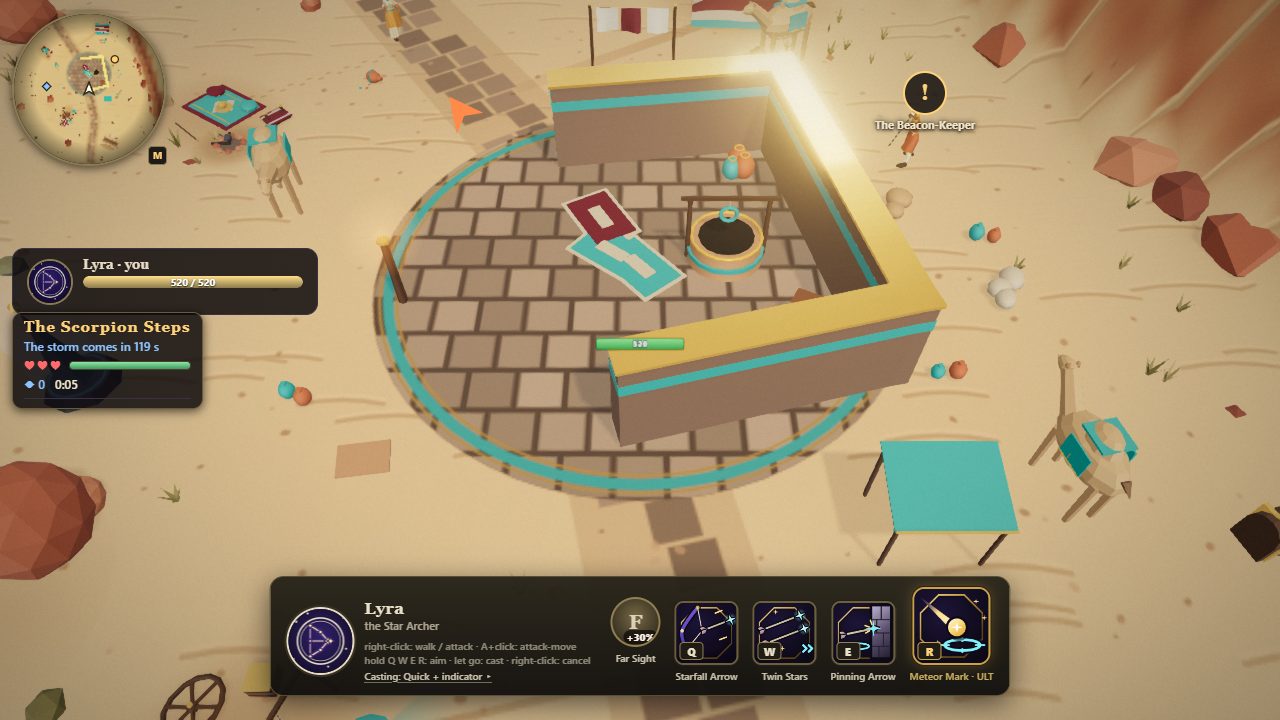 M
!
The Beacon-Keeper
Lyra · you
520 / 520
The Scorpion Steps
The storm comes in 119 s
0 0:05
Lyra
the Star Archer
right-click: walk / attack · A+click: attack-move
hold Q W E R: aim · let go: cast · right-click: cancel
Casting: Quick + indicator ▸
F
+30%
Far Sight
Q
Starfall Arrow
W
Twin Stars
E
Pinning Arrow
R
Meteor Mark · ULT